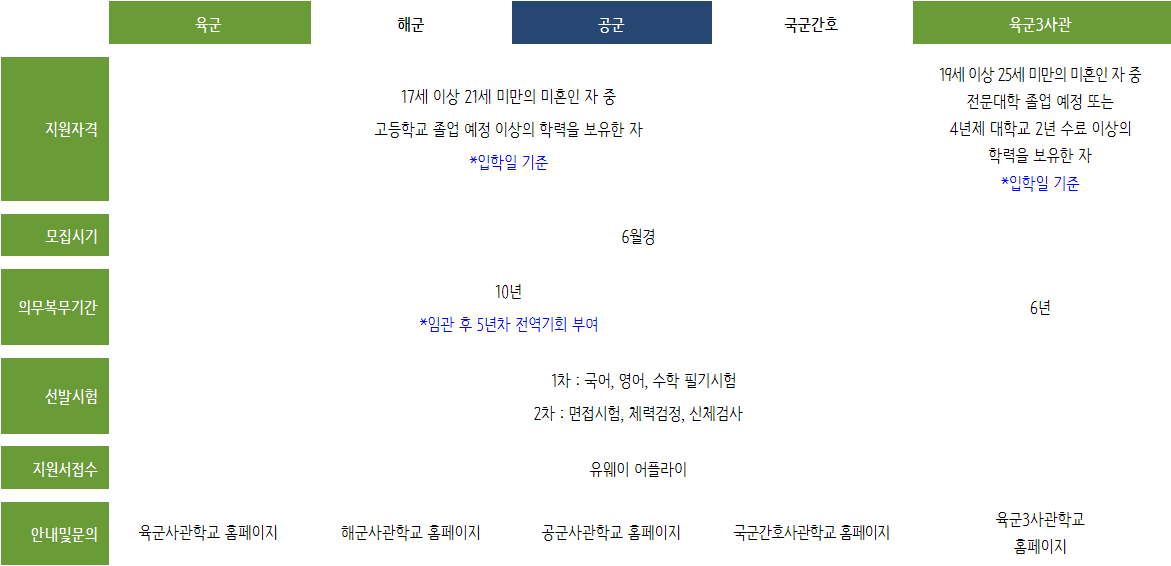 육군 해군 공군 국군간호 육군3사관
지원자격
17세 이상 21세 미만의 미혼인 자 중
고등학교 졸업 예정 이상의 학력을 보유한 자
*입학일 기준
19세 이상 25세 미만의 미혼인 자 중
전문대학 졸업 예정 또는
4년제 대학교 2년 수료 이상의
학력을 보유한 자
*입학일 기준
모집시기
6월경
의무복무기간
10년
*임관 후 5년차 전역기회 부여
6년
선발시험
1차 : 국어, 영어, 수학 필기시험
2차 : 면접시험, 체력검정, 신체검사
지원서접수
유웨이 어플라이
안내및문의
육군사관학교 홈페이지
해군사관학교 홈페이지
공군사관학교 홈페이지
국군간호사관학교 홈페이지
육군3사관학교
홈페이지